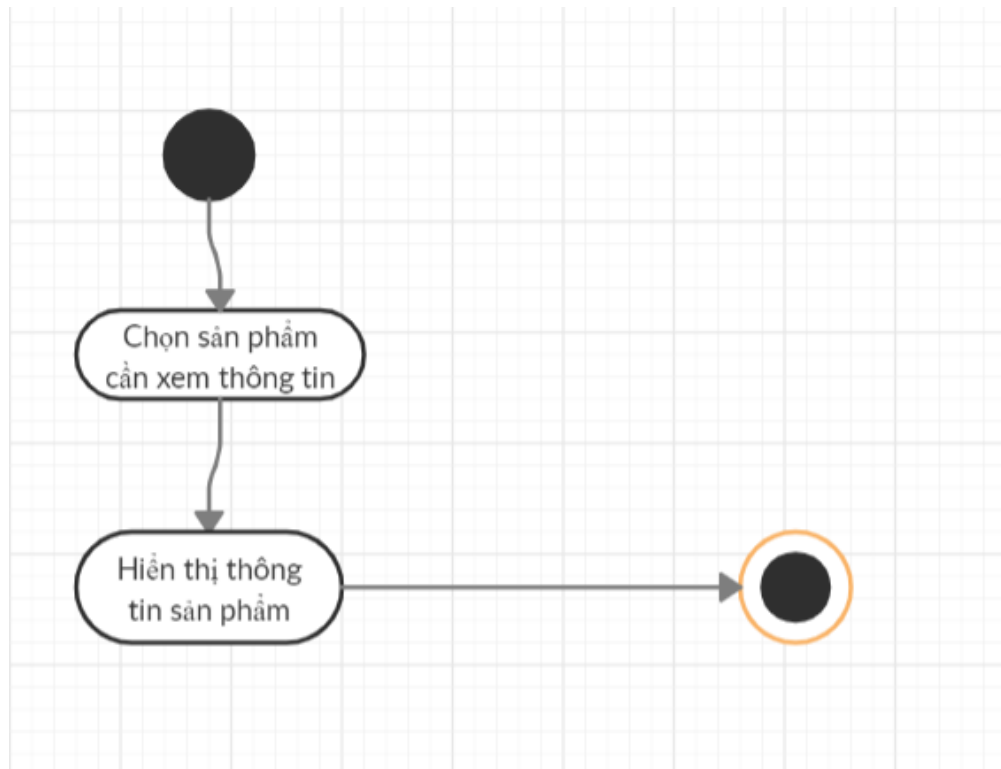 Chọn sản phẩm
cần xem thông tin
Hiển thị thông
tin sản phẩm